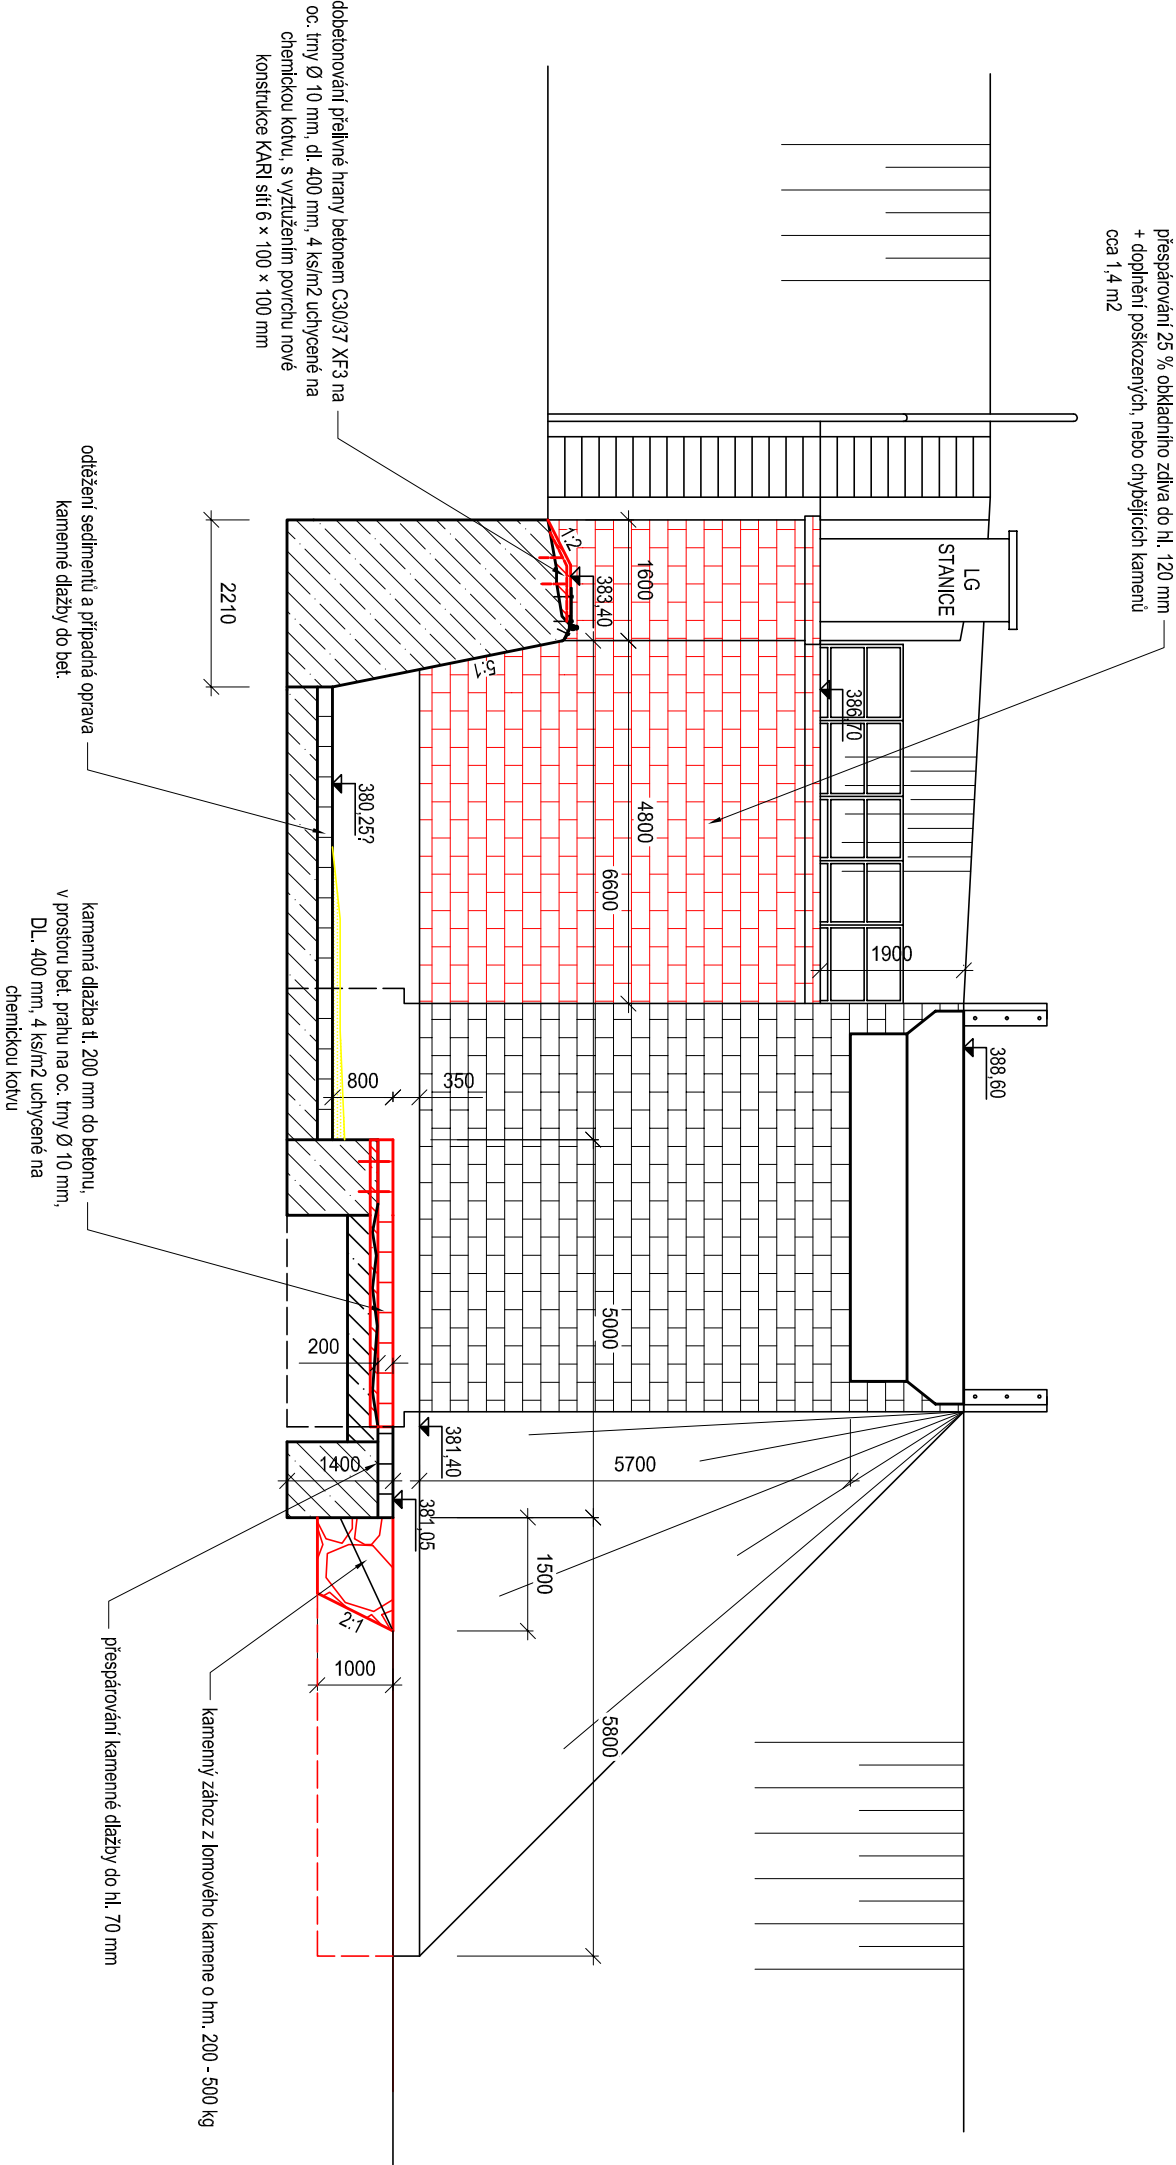 přespárování 25 % obkladního zdiva do hl. 120 mm
+ doplnění poškozených, nebo chybějících kamenů
cca 1,4 m2
dobetonování přelivné hrany betonem C30/37 XF3 na
oc. trny Ø 10 mm, dl. 400 mm, 4 ks/m2 uchycené na
chemickou kotvu, s vyztužením povrchu nové
konstrukce KARI sítí 6 × 100 × 100 mm
LG
STANICE
388,60
386,70
1900
1600
4800
5700
383,40
6600
5000
5800
1:2
5:1
1500
350
381,40
381,05
800
380,25?
200
1400
2:1
1000
2210
odtěžení sedimentů a případná oprava
kamenné dlažby do bet.
kamenná dlažba tl. 200 mm do betonu,
v prostoru bet. prahu na oc. trny Ø 10 mm,
DL. 400 mm, 4 ks/m2 uchycené na
chemickou kotvu
kamenný zához z lomového kamene o hm. 200 - 500 kg
přespárování kamenné dlažby do hl. 70 mm